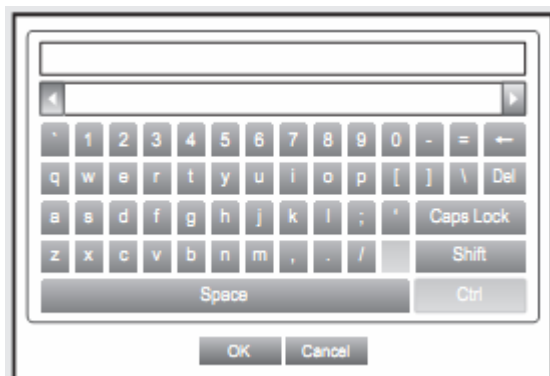 ` 1 2 3 4 5 6 7 8 9 0 - = ←
q w e r t y u i o p [ ] \ Del
a s d f g h j k l ; ' Caps Lock
z x c v b n m , . / Shift
Space Ctrl
OK Cancel